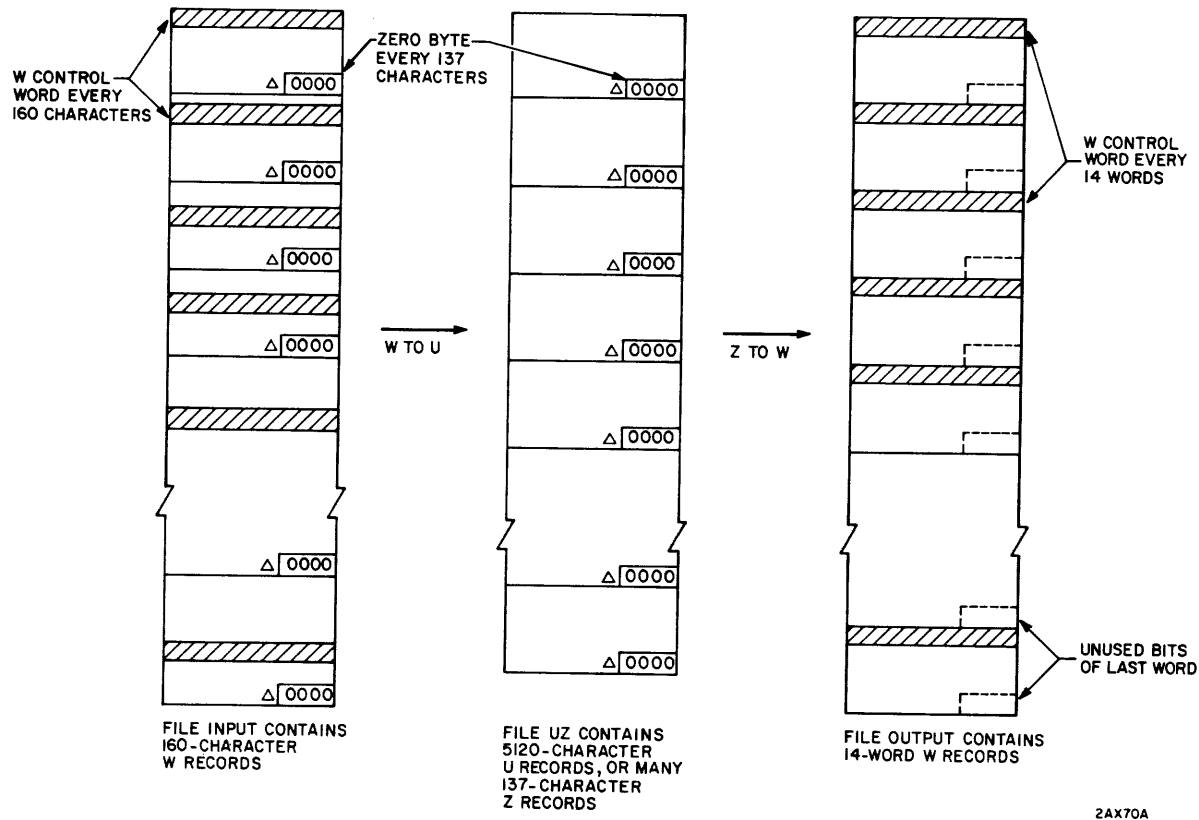 W CONTROL
WORD EVERY
160 CHARACTERS
ZERO BYTE
EVERY 137
CHARACTERS
W CONTROL
WORD EVERY
14 WORDS
△ 0000
△ 0000
△ 0000
△ 0000
△ 0000
△ 0000
W TO U
△ 0000
△ 0000
△ 0000
△ 0000
△ 0000
△ 0000
△ 0000
Z TO W
UNUSED BITS
OF LAST WORD
FILE INPUT CONTAINS
160-CHARACTER
W RECORDS
FILE UZ CONTAINS
5120-CHARACTER
U RECORDS, OR MANY
137-CHARACTER
Z RECORDS
FILE OUTPUT CONTAINS
14-WORD W RECORDS
2AX70A